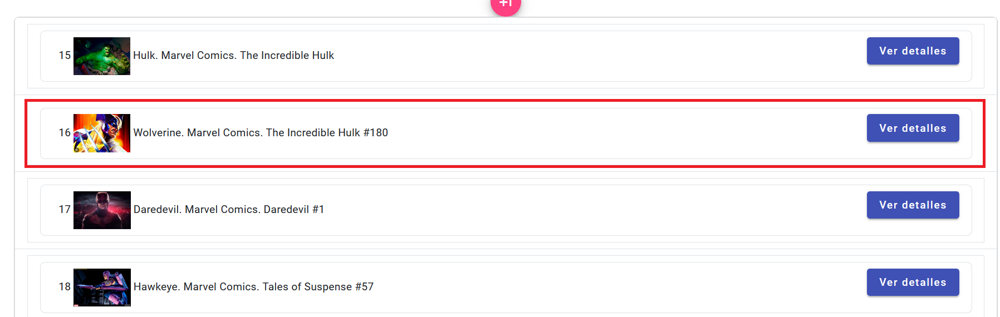 15 Hulk. Marvel Comics. The Incredible Hulk Ver detalles
16 Wolverine. Marvel Comics. The Incredible Hulk #180 Ver detalles
17 Daredevil. Marvel Comics. Daredevil #1 Ver detalles
18 Hawkeye. Marvel Comics. Tales of Suspense #57 Ver detalles